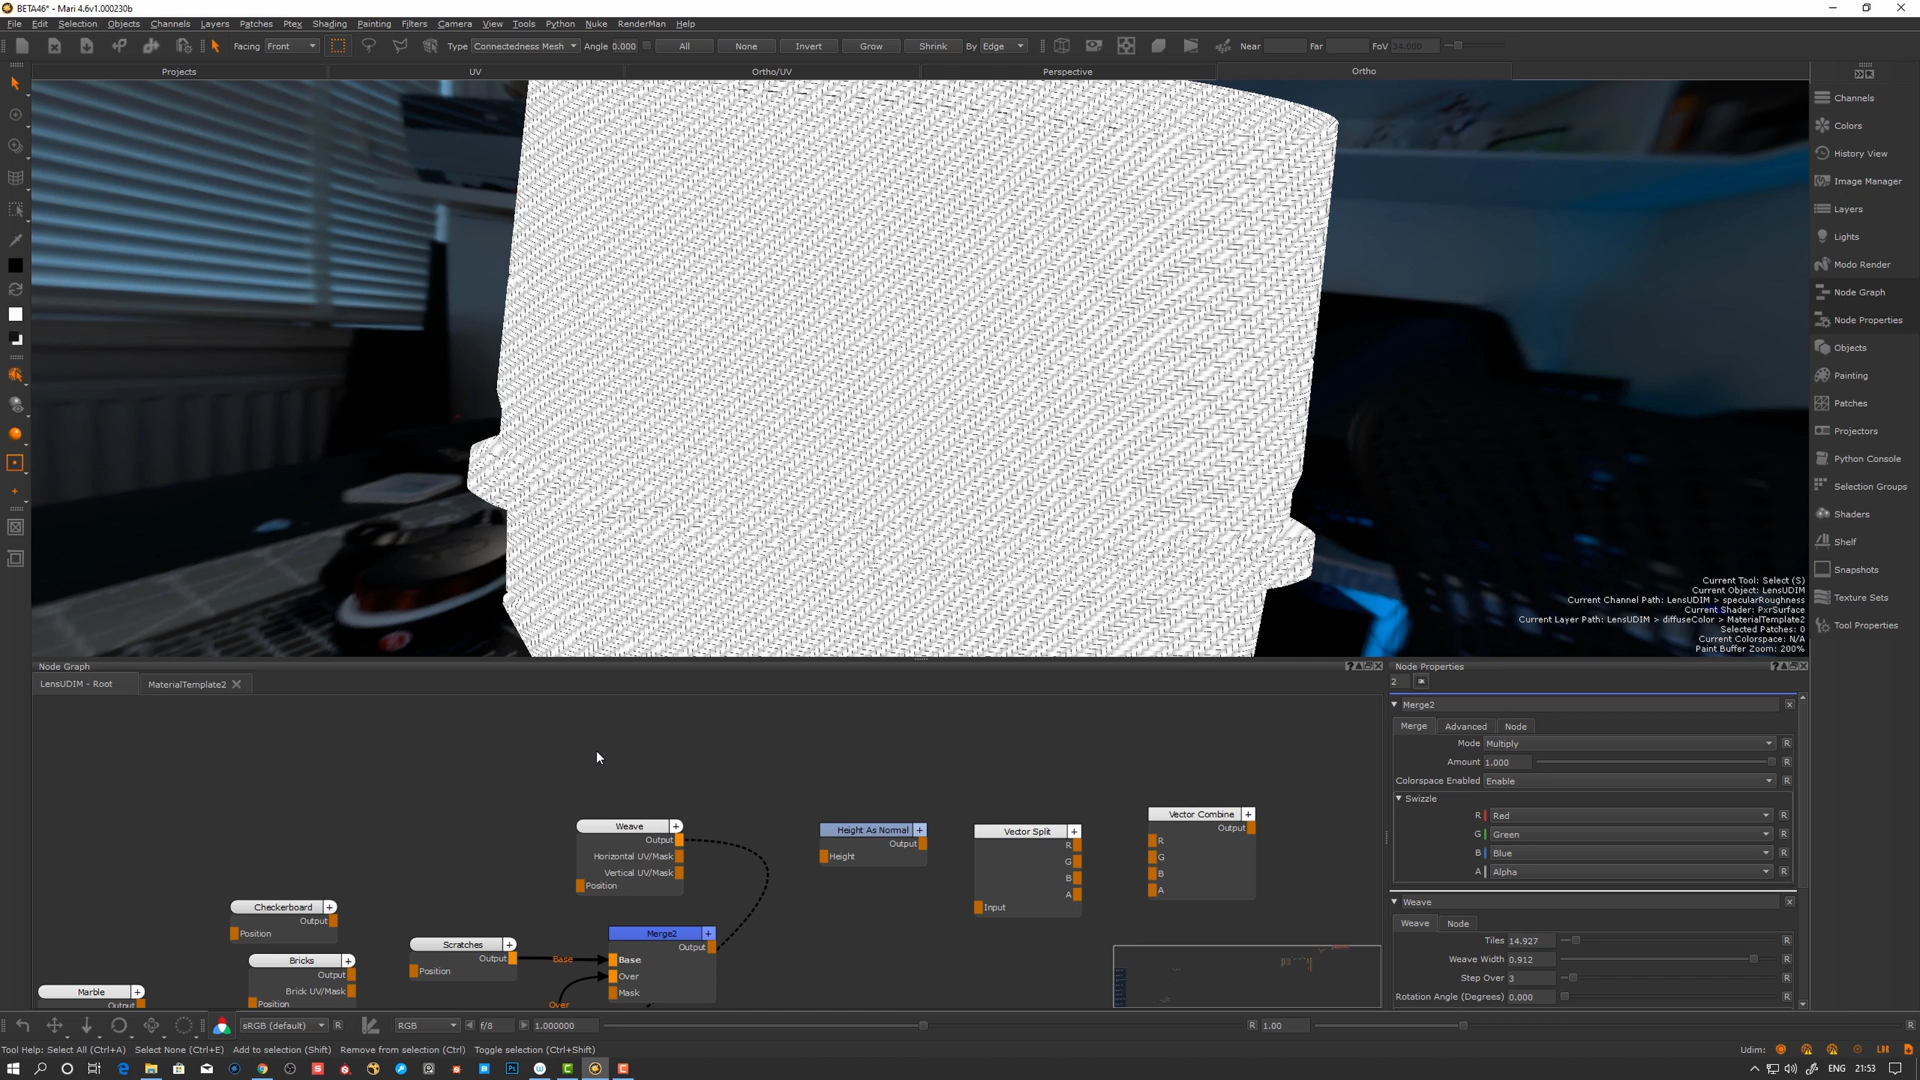 BETA46* - Mari 4.6v1.000230b
File Edit Selection Objects Channels Layers Patches Ptex Shading Painting Filters Camera View Tools Python Nuke RenderMan Help
Facing Front Type Connectedness Mesh Angle 0.000 All None Invert Grow Shrink By Edge Near Far FoV 34.000
Projects UV Ortho/UV Perspective Ortho
Channels
Colors
History View
Image Manager
Layers
Lights
Modo Render
Node Graph
Node Properties
Objects
Painting
Patches
Projectors
Python Console
Selection Groups
Shaders
Shelf
Snapshots
Texture Sets
Tool Properties
Current Tool: Select (S)
Current Object: LensUDIM
Current Channel Path: LensUDIM > specularRoughness
Current Shader: PxrSurface
Current Layer Path: LensUDIM > diffuseColor > MaterialTemplate2
Selected Patches: 0
Current Colorspace: N/A
Paint Buffer Zoom: 200%
Node Graph
LensUDIM - Root MaterialTemplate2
Weave
Output
Horizontal UV/Mask
Vertical UV/Mask
Position
Height As Normal
Output
Height
Vector Split
R
G
B
A
Input
Vector Combine
Output
R
G
B
A
Checkerboard
Output
Position
Bricks
Output
Brick UV/Mask
Position
Marble
Output
Scratches
Output
Position
Base
Over
Merge2
Output
Base
Over
Mask
Node Properties
2
Merge2
Merge Advanced Node
Mode Multiply R
Amount 1.000 R
Colorspace Enabled Enable R
Swizzle
R Red R
G Green R
B Blue R
A Alpha R
Weave
Weave Node
Tiles 14.927 R
Weave Width 0.912 R
Step Over 3 R
Rotation Angle (Degrees) 0.000 R
sRGB (default) R RGB f/8 1.000000 R 1.00 R
Tool Help: Select All (Ctrl+A) Select None (Ctrl+E) Add to selection (Shift) Remove from selection (Ctrl) Toggle selection (Ctrl+Shift) Udim:
ENG 21:53